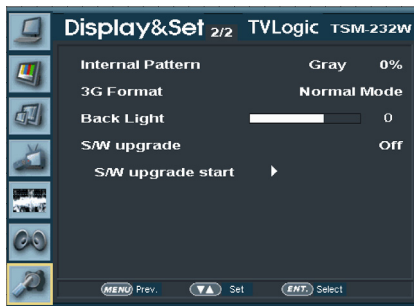 Display&Set 2/2 TVLogic TSM-232W
Internal Pattern Gray 0%
3G Format Normal Mode
Back Light 0
S/W upgrade Off
S/W upgrade start
MENU Prev. ▼▲ Set ENT. Select